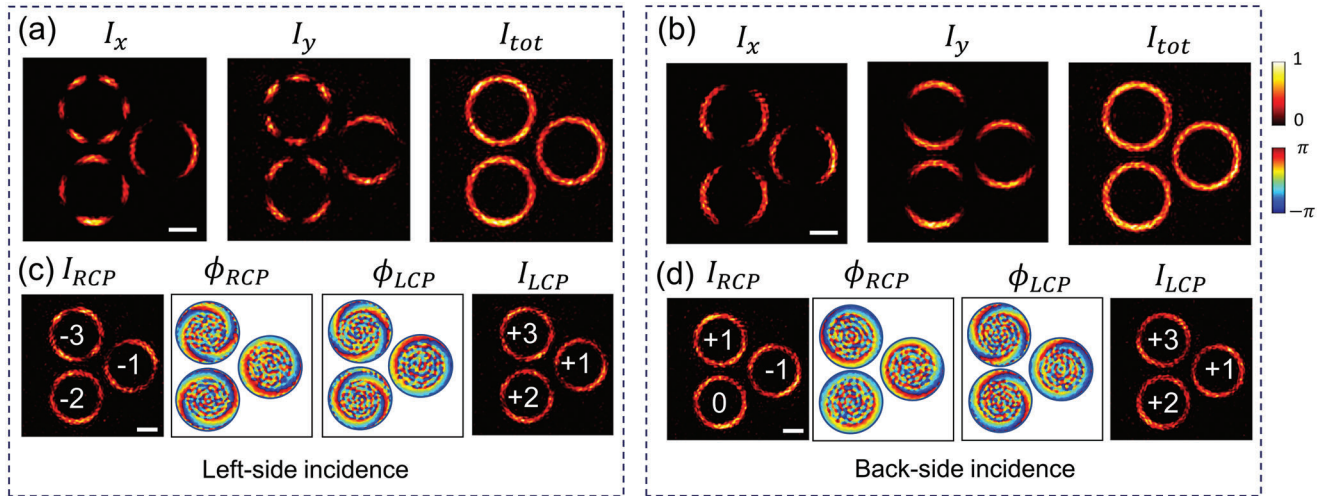 (a)
I_x I_y I_tot
(b)
I_x I_y I_tot
1
0
π
−π
(c)
I_RCP ϕ_RCP ϕ_LCP I_LCP
-3
-1
-2
+3
+1
+2
Left-side incidence
(d)
I_RCP ϕ_RCP ϕ_LCP I_LCP
+1
-1
0
+3
+1
+2
Back-side incidence